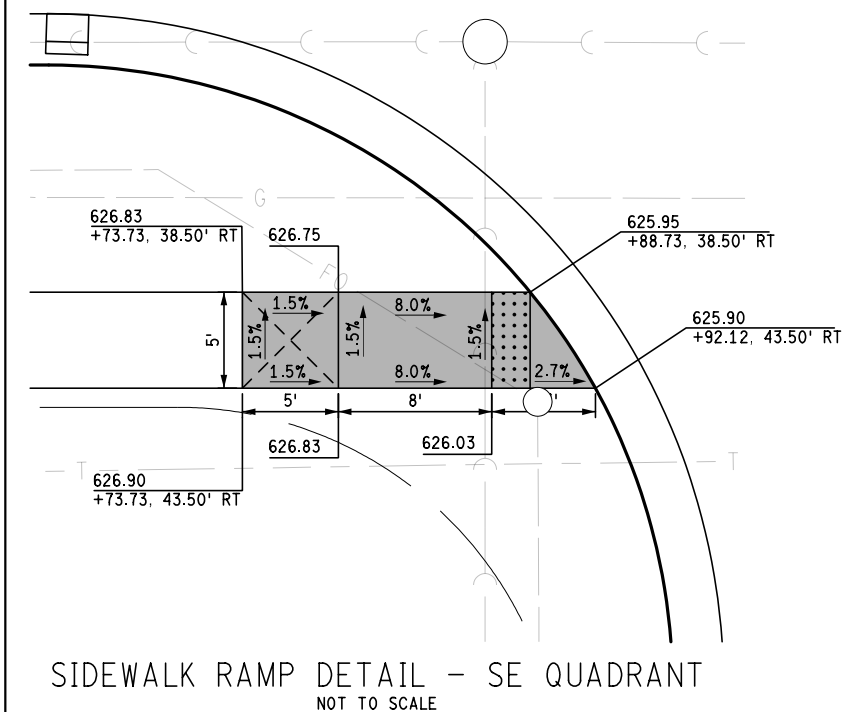 G
626.83
+73.73, 38.50' RT
626.75
625.95
+88.73, 38.50' RT
FO
625.90
+92.12, 43.50' RT
1.5%
8.0%
1.5%
1.5%
1.5%
5'
1.5%
8.0%
2.7%
5'
8'
'
626.83
626.03
T
T
626.90
+73.73, 43.50' RT
SIDEWALK RAMP DETAIL - SE QUADRANT
NOT TO SCALE